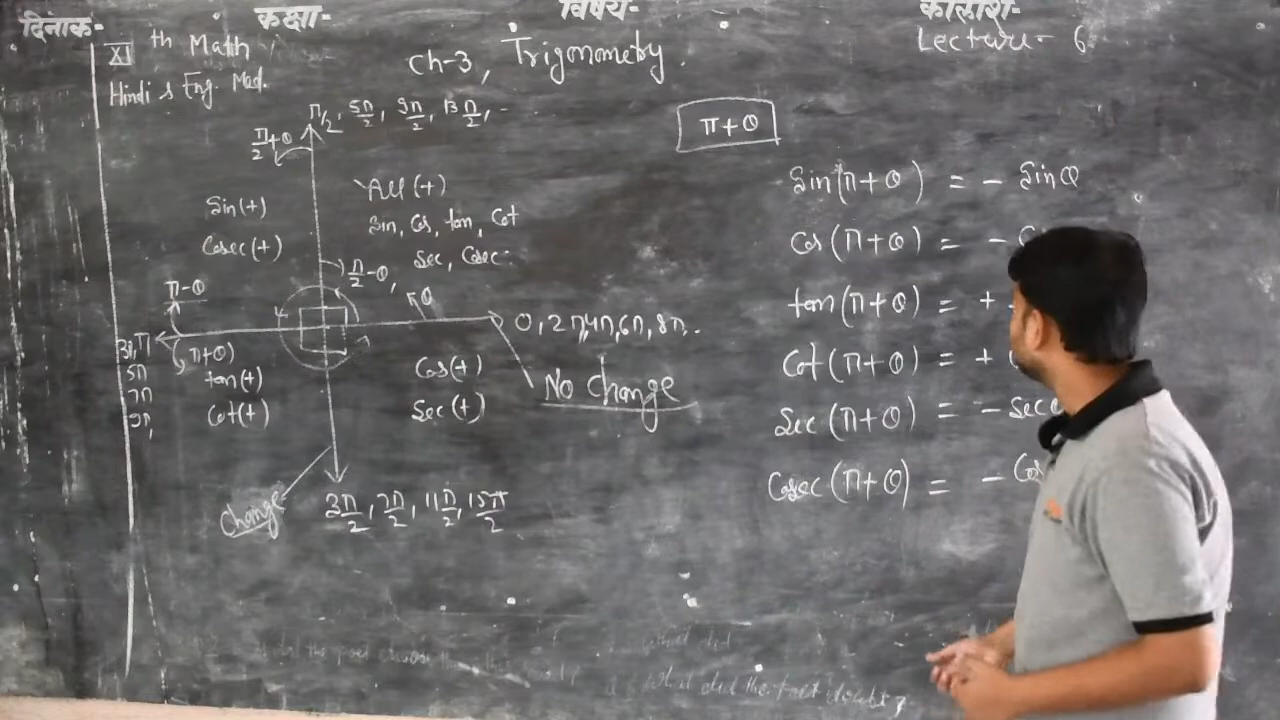 दिनांक- कक्षा- विषय- कालांश-
XI th Math
Hindi & Eng. Med.
Ch-3, Trigonometry.
Lecture - 6
π/2, 5π/2, 9π/2, 13π/2, -
π/2+θ
π+θ
All (+)
Sin, Cos, tan, Cot
Sec, Cosec
Sin(+)
Cosec(+)
π/2-θ,
π-θ
θ
0, 2π, 4π, 6π, 8π, ..
No Change
3π, π
5π
7π
9π,
π+θ)
tan(+)
Cot(+)
Cos(+)
Sec(+)
Change
3π/2, 7π/2, 11π/2, 15π/2
Sin(π+θ) = - Sinθ
Cos(π+θ) = -
tan(π+θ) = +
Cot(π+θ) = +
Sec(π+θ) = - Sec
Cosec(π+θ) = - Cos